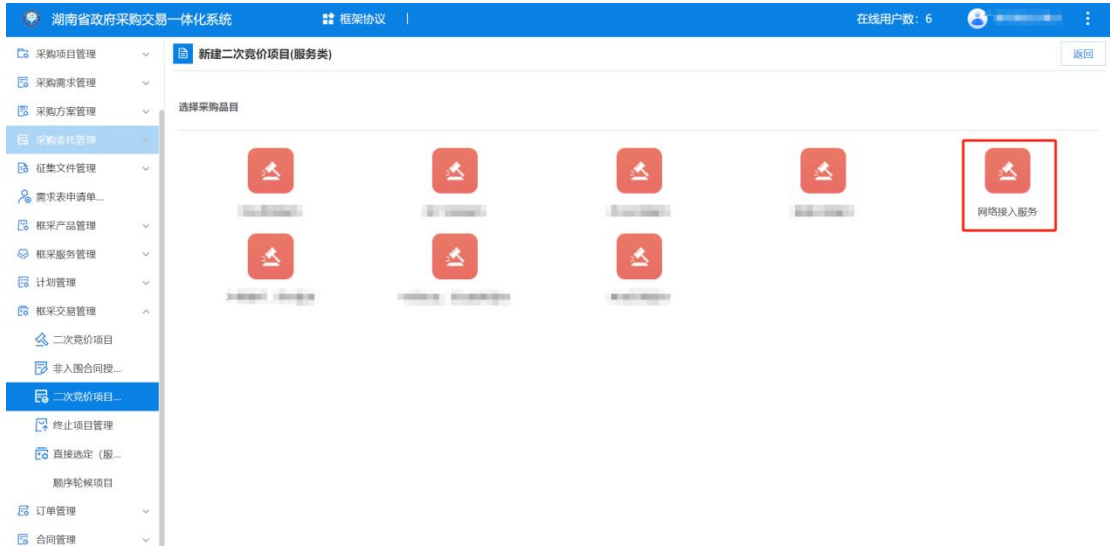 湖南省政府采购交易一体化系统
框架协议
在线用户数：6
采购项目管理
采购需求管理
采购方案管理
采购委托管理
征集文件管理
需求表申请单...
框采产品管理
框采服务管理
计划管理
框采交易管理
二次竞价项目
非入围合同授...
二次竞价项目...
终止项目管理
直接选定（服...
顺序轮候项目
订单管理
合同管理
新建二次竞价项目(服务类)
返回
选择采购品目
网络接入服务